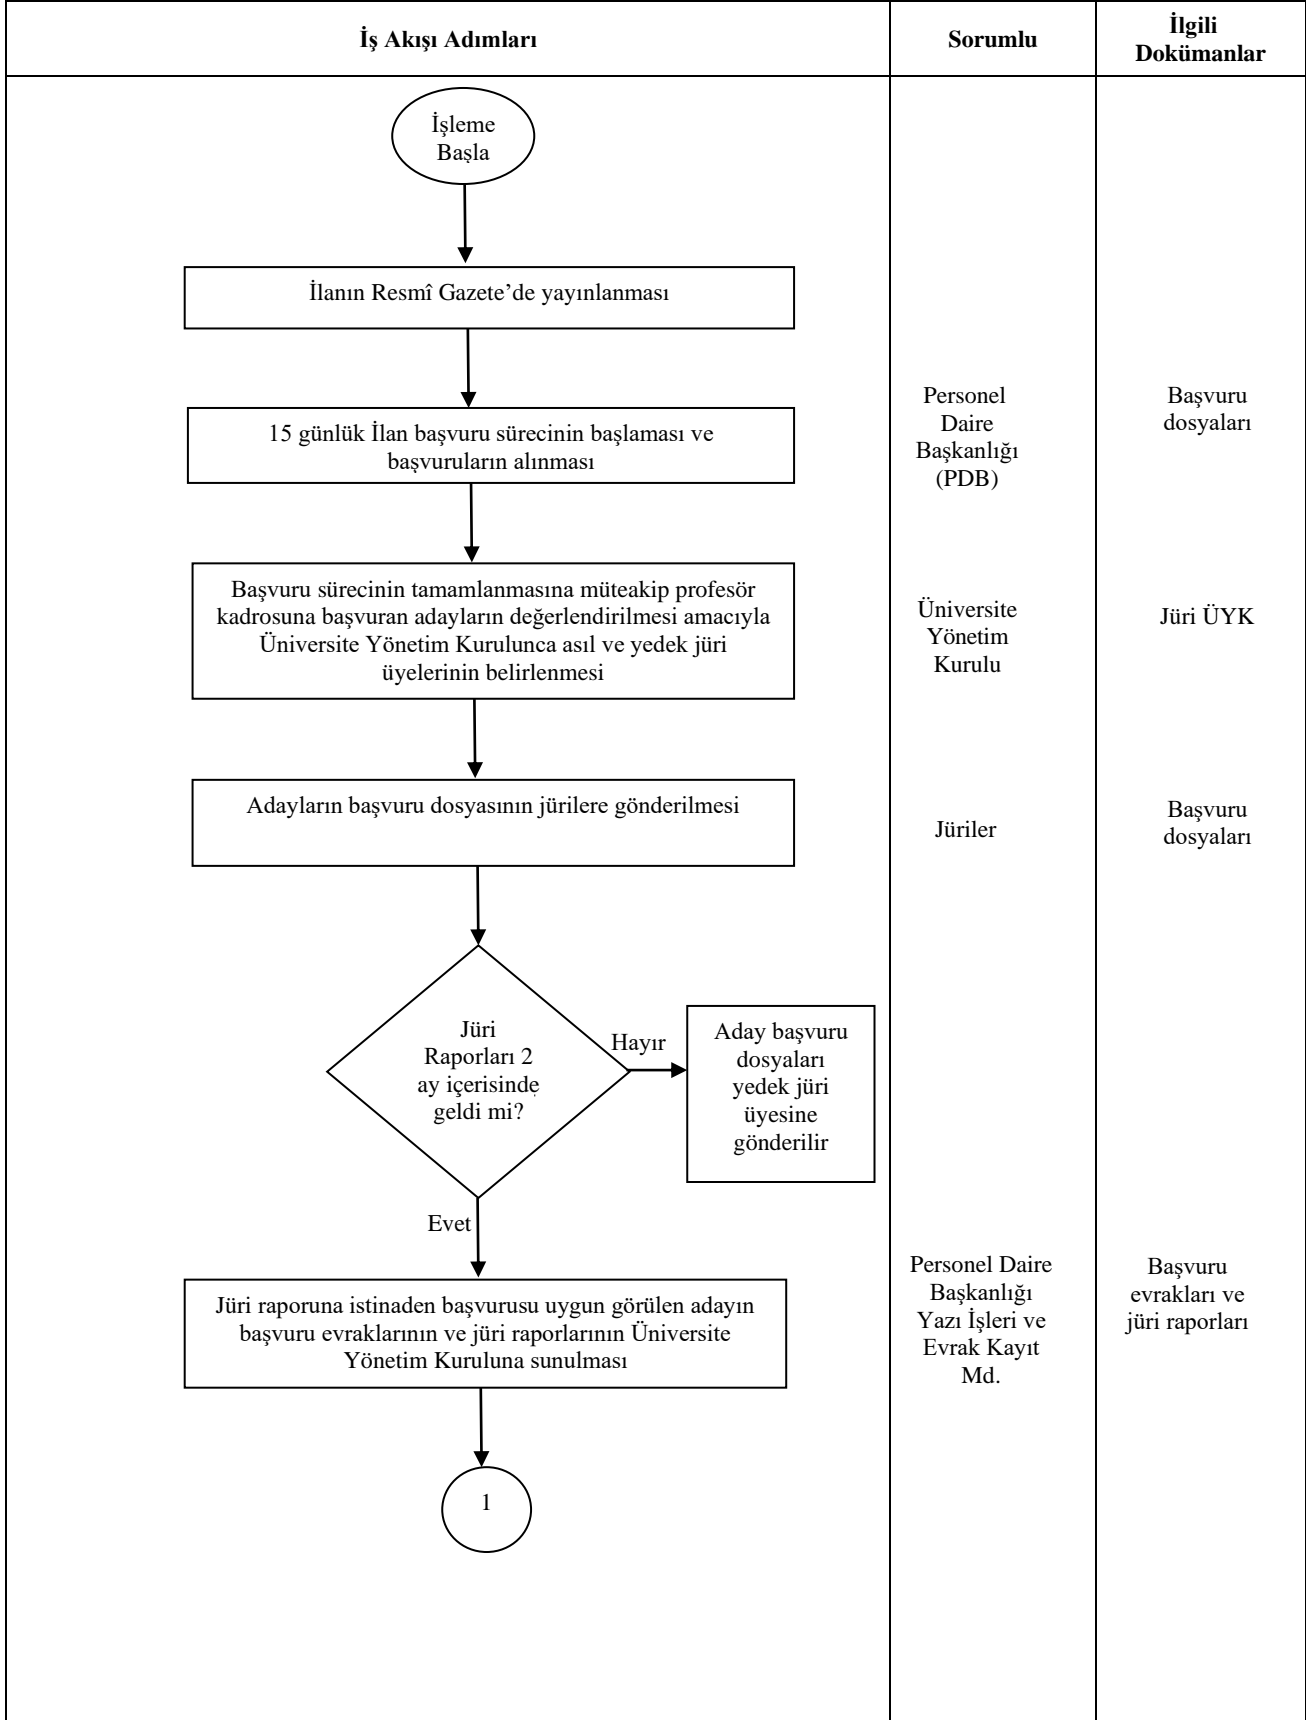 İş Akışı Adımları
Sorumlu
İlgili
Dokümanlar
İşleme
Başla
İlanın Resmî Gazete’de yayınlanması
15 günlük İlan başvuru sürecinin başlaması ve
başvuruların alınması
Personel
Daire
Başkanlığı
(PDB)
Başvuru
dosyaları
Başvuru sürecinin tamamlanmasına müteakip profesör
kadrosuna başvuran adayların değerlendirilmesi amacıyla
Üniversite Yönetim Kurulunca asıl ve yedek jüri
üyelerinin belirlenmesi
Üniversite
Yönetim
Kurulu
Jüri ÜYK
Adayların başvuru dosyasının jürilere gönderilmesi
Jüriler
Başvuru
dosyaları
Jüri
Raporları 2
ay içerisinde
geldi mi?
Hayır
Aday başvuru
dosyaları
yedek jüri
üyesine
gönderilir
Evet
Jüri raporuna istinaden başvurusu uygun görülen adayın
başvuru evraklarının ve jüri raporlarının Üniversite
Yönetim Kuruluna sunulması
Personel Daire
Başkanlığı
Yazı İşleri ve
Evrak Kayıt
Md.
Başvuru
evrakları ve
jüri raporları
1